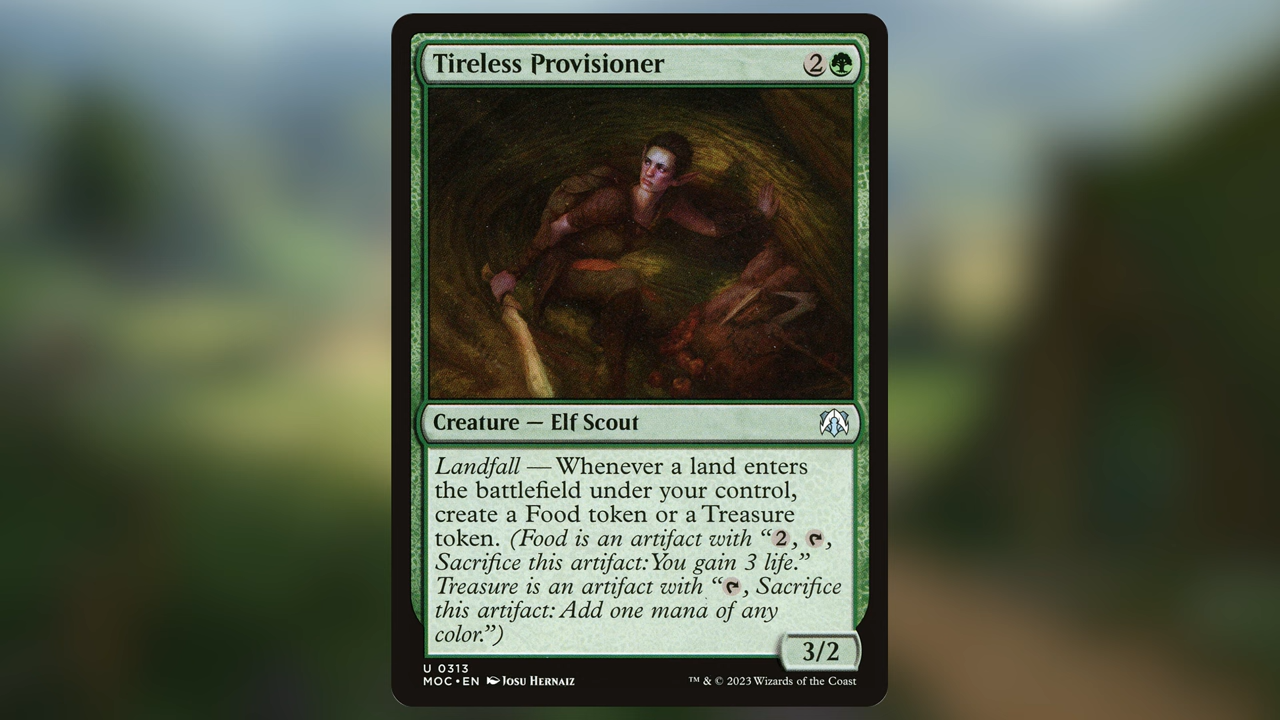 Tireless Provisioner 2
Creature — Elf Scout
Landfall — Whenever a land enters
the battlefield under your control,
create a Food token or a Treasure
token. (Food is an artifact with “2, ,
Sacrifice this artifact: You gain 3 life.”
Treasure is an artifact with “ , Sacrifice
this artifact: Add one mana of any
color.”)
3/2
U 0313
MOC • EN Josu Hernaiz
™ & © 2023 Wizards of the Coast